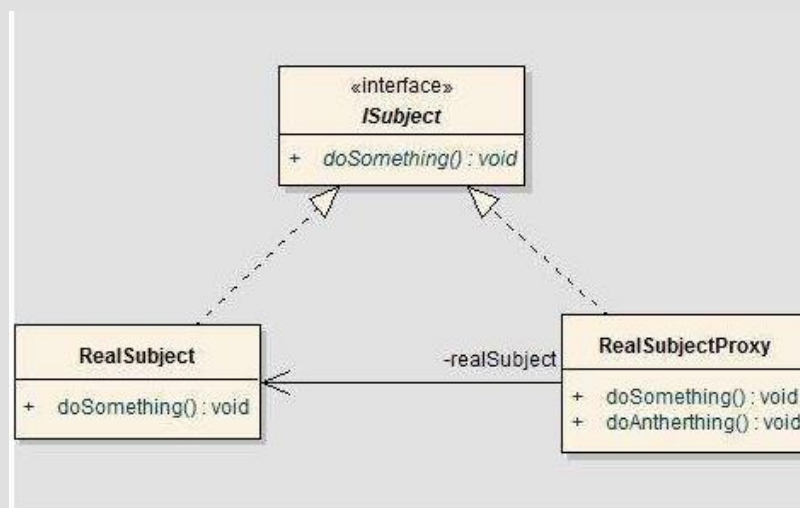 «interface»
ISubject
+ doSomething() : void
RealSubject
+ doSomething() : void
-realSubject
RealSubjectProxy
+ doSomething() : void
+ doAntherthing() : void